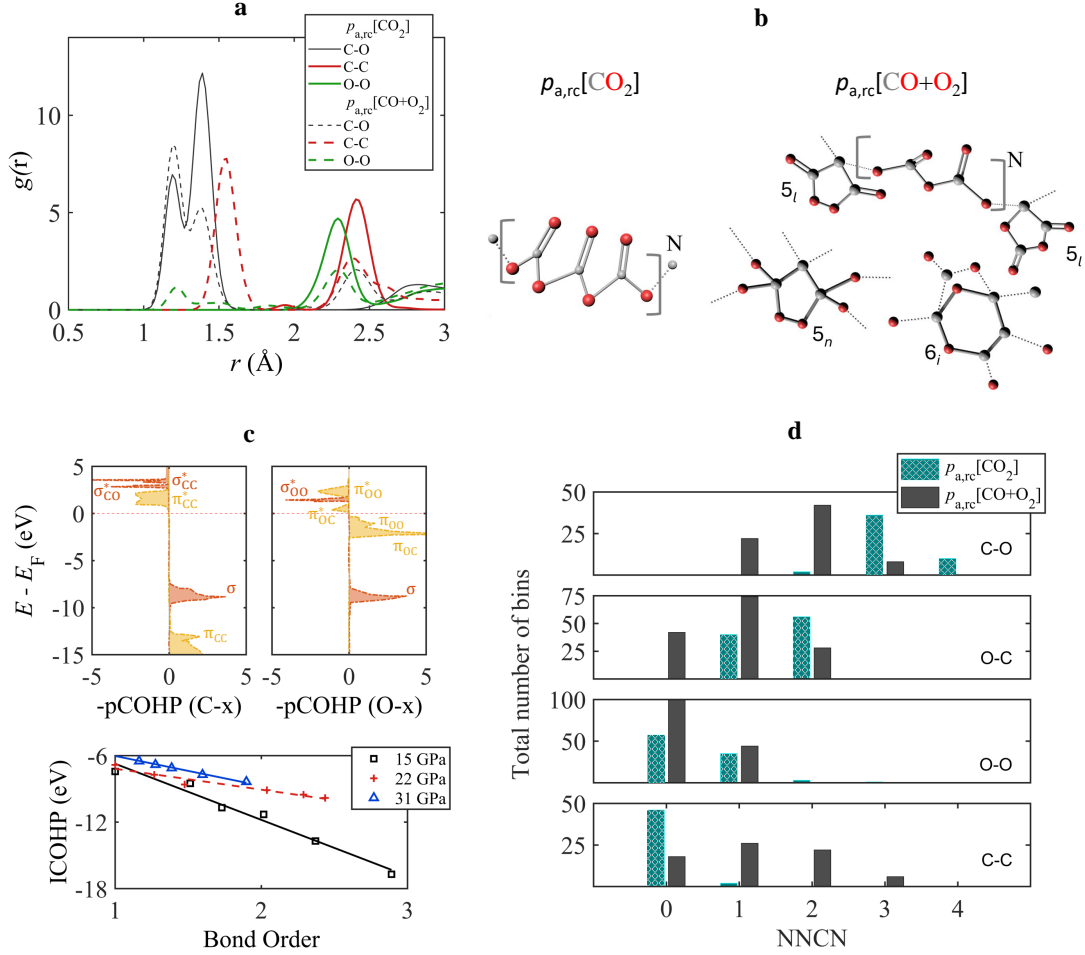 a
p_a,rc[CO₂]
C-O
C-C
O-O
p_a,rc[CO+O₂]
C-O
C-C
O-O
10
5
0
g(r)
0.5 1 1.5 2 2.5 3
r (Å)
b
p_a,rc[CO₂]
p_a,rc[CO+O₂]
N
5_l
5_l
N
5_n
6_i
c
5
0
-5
-10
-15
E - E_F (eV)
σ*_CO
σ*_CC
π*_CC
σ
π_CC
-5 0 5
-pCOHP (C-x)
σ*_OO
π*_OO
π*_OC
π_OO
π_OC
σ
-5 0 5
-pCOHP (O-x)
-6
-12
-18
ICOHP (eV)
15 GPa
22 GPa
31 GPa
1 2 3
Bond Order
d
p_a,rc[CO₂]
p_a,rc[CO+O₂]
50
25
C-O
75
50
25
O-C
100
50
O-O
50
25
C-C
Total number of bins
0 1 2 3 4
NNCN